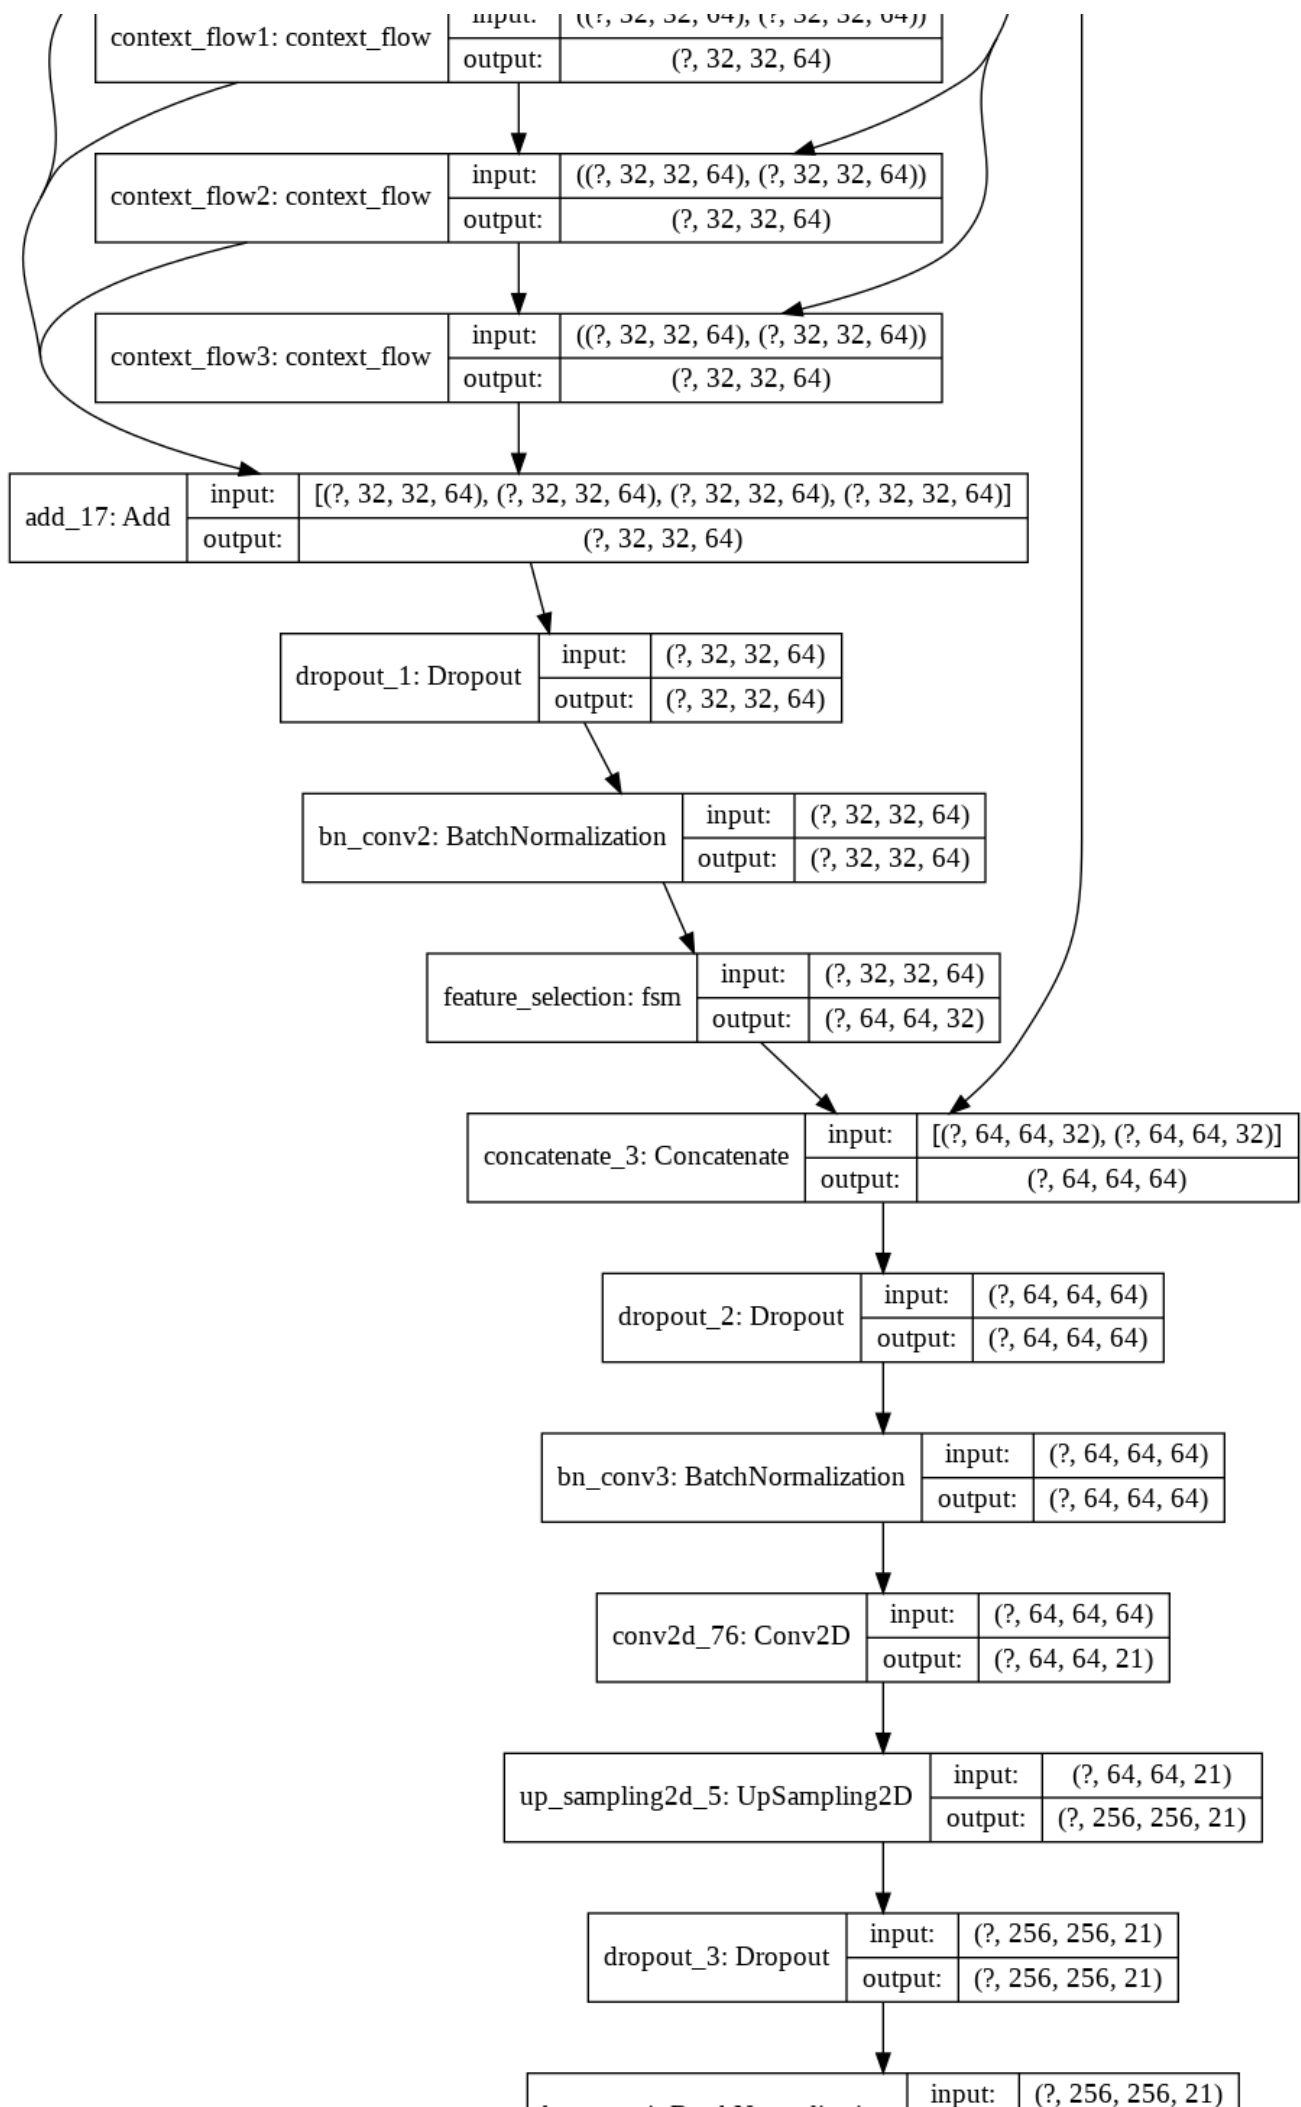 context_flow1: context_flow
input: ((?, 32, 32, 64), (?, 32, 32, 64))
output: (?, 32, 32, 64)
context_flow2: context_flow
input: ((?, 32, 32, 64), (?, 32, 32, 64))
output: (?, 32, 32, 64)
context_flow3: context_flow
input: ((?, 32, 32, 64), (?, 32, 32, 64))
output: (?, 32, 32, 64)
add_17: Add
input: [(?, 32, 32, 64), (?, 32, 32, 64), (?, 32, 32, 64), (?, 32, 32, 64)]
output: (?, 32, 32, 64)
dropout_1: Dropout
input: (?, 32, 32, 64)
output: (?, 32, 32, 64)
bn_conv2: BatchNormalization
input: (?, 32, 32, 64)
output: (?, 32, 32, 64)
feature_selection: fsm
input: (?, 32, 32, 64)
output: (?, 64, 64, 32)
concatenate_3: Concatenate
input: [(?, 64, 64, 32), (?, 64, 64, 32)]
output: (?, 64, 64, 64)
dropout_2: Dropout
input: (?, 64, 64, 64)
output: (?, 64, 64, 64)
bn_conv3: BatchNormalization
input: (?, 64, 64, 64)
output: (?, 64, 64, 64)
conv2d_76: Conv2D
input: (?, 64, 64, 64)
output: (?, 64, 64, 21)
up_sampling2d_5: UpSampling2D
input: (?, 64, 64, 21)
output: (?, 256, 256, 21)
dropout_3: Dropout
input: (?, 256, 256, 21)
output: (?, 256, 256, 21)
input: (?, 256, 256, 21)